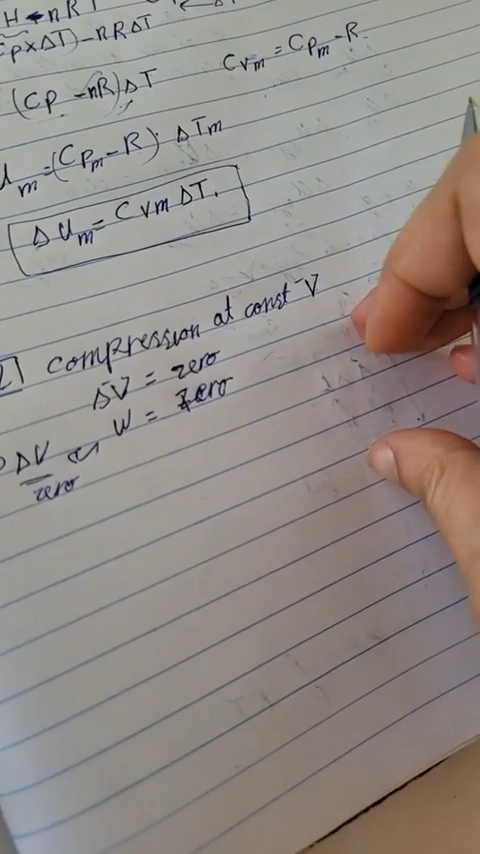 H - nRT
Cp×ΔT) - nRΔT
(Cp - nR)ΔT
Cvm = Cpm - R
Um = (Cpm - R) · ΔTm
ΔUm = Cvm ΔT.
2] Compression at const V
ΔV = zero
W = zero
ΔV
zero